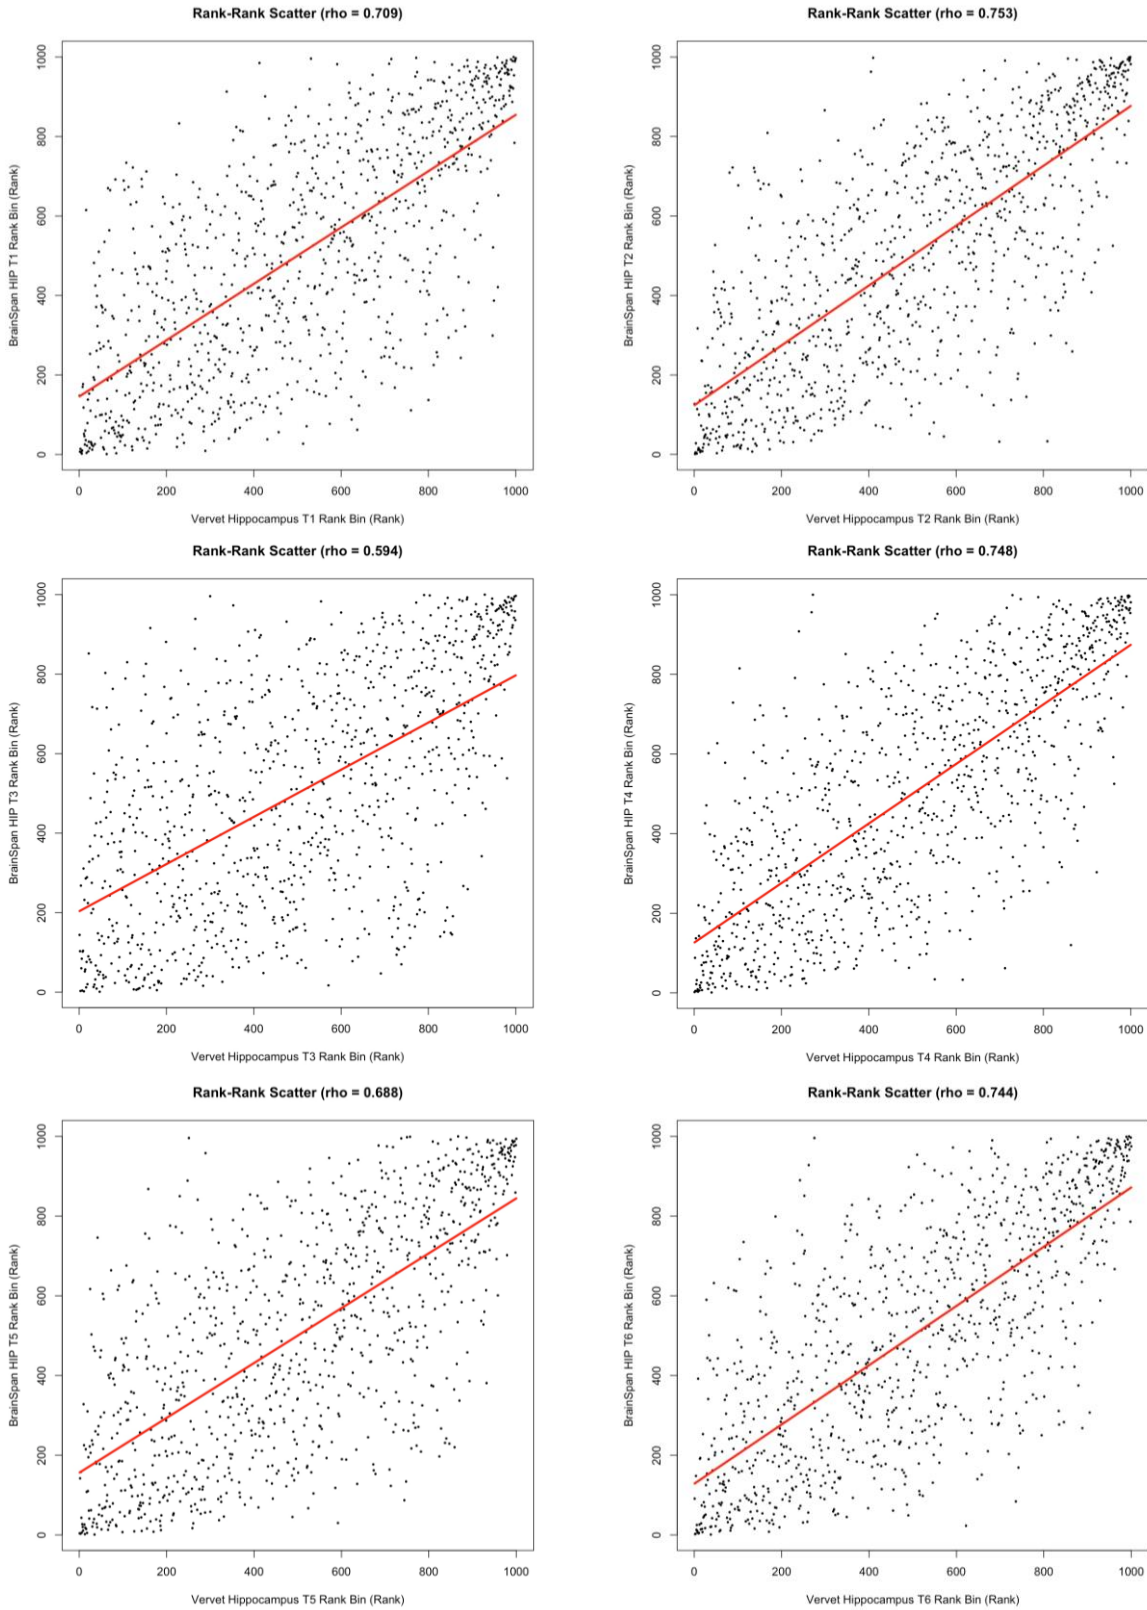 Rank-Rank Scatter (rho = 0.709)
BrainSpan HIP T1 Rank Bin (Rank)
1000
800
600
400
200
0
0 200 400 600 800 1000
Vervet Hippocampus T1 Rank Bin (Rank)
Rank-Rank Scatter (rho = 0.753)
BrainSpan HIP T2 Rank Bin (Rank)
1000
800
600
400
200
0
0 200 400 600 800 1000
Vervet Hippocampus T2 Rank Bin (Rank)
Rank-Rank Scatter (rho = 0.594)
BrainSpan HIP T3 Rank Bin (Rank)
1000
800
600
400
200
0
0 200 400 600 800 1000
Vervet Hippocampus T3 Rank Bin (Rank)
Rank-Rank Scatter (rho = 0.748)
BrainSpan HIP T4 Rank Bin (Rank)
1000
800
600
400
200
0
0 200 400 600 800 1000
Vervet Hippocampus T4 Rank Bin (Rank)
Rank-Rank Scatter (rho = 0.688)
BrainSpan HIP T5 Rank Bin (Rank)
1000
800
600
400
200
0
0 200 400 600 800 1000
Vervet Hippocampus T5 Rank Bin (Rank)
Rank-Rank Scatter (rho = 0.744)
BrainSpan HIP T6 Rank Bin (Rank)
1000
800
600
400
200
0
0 200 400 600 800 1000
Vervet Hippocampus T6 Rank Bin (Rank)